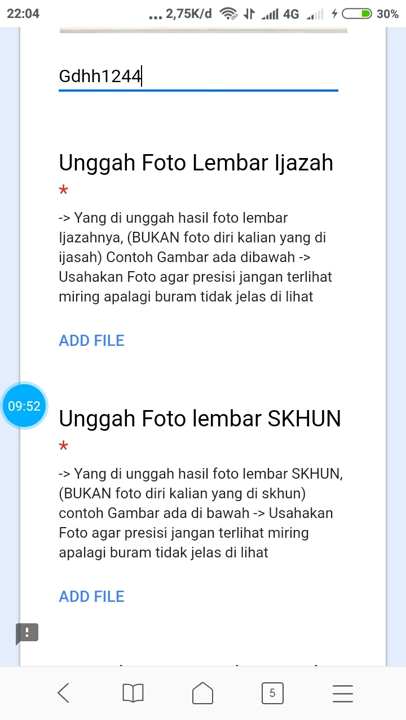 22:04
... 2,75K/d 4G 30%
Gdhh1244
Unggah Foto Lembar Ijazah
*
-> Yang di unggah hasil foto lembar
Ijazahnya, (BUKAN foto diri kalian yang di
ijasah) Contoh Gambar ada dibawah ->
Usahakan Foto agar presisi jangan terlihat
miring apalagi buram tidak jelas di lihat
ADD FILE
09:52
Unggah Foto lembar SKHUN
*
-> Yang di unggah hasil foto lembar SKHUN,
(BUKAN foto diri kalian yang di skhun)
contoh Gambar ada di bawah -> Usahakan
Foto agar presisi jangan terlihat miring
apalagi buram tidak jelas di lihat
ADD FILE
!
5